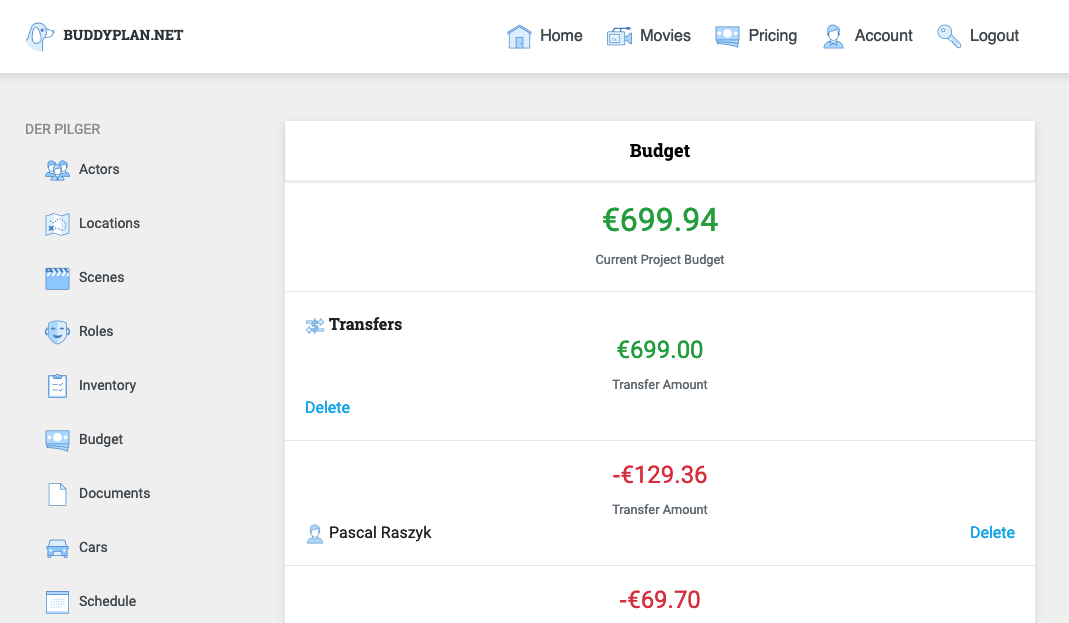 BUDDYPLAN.NET
Home
Movies
Pricing
Account
Logout
DER PILGER
Actors
Locations
Scenes
Roles
Inventory
Budget
Documents
Cars
Schedule
Budget
€699.94
Current Project Budget
Transfers
€699.00
Transfer Amount
Delete
-€129.36
Transfer Amount
Pascal Raszyk
Delete
-€69.70